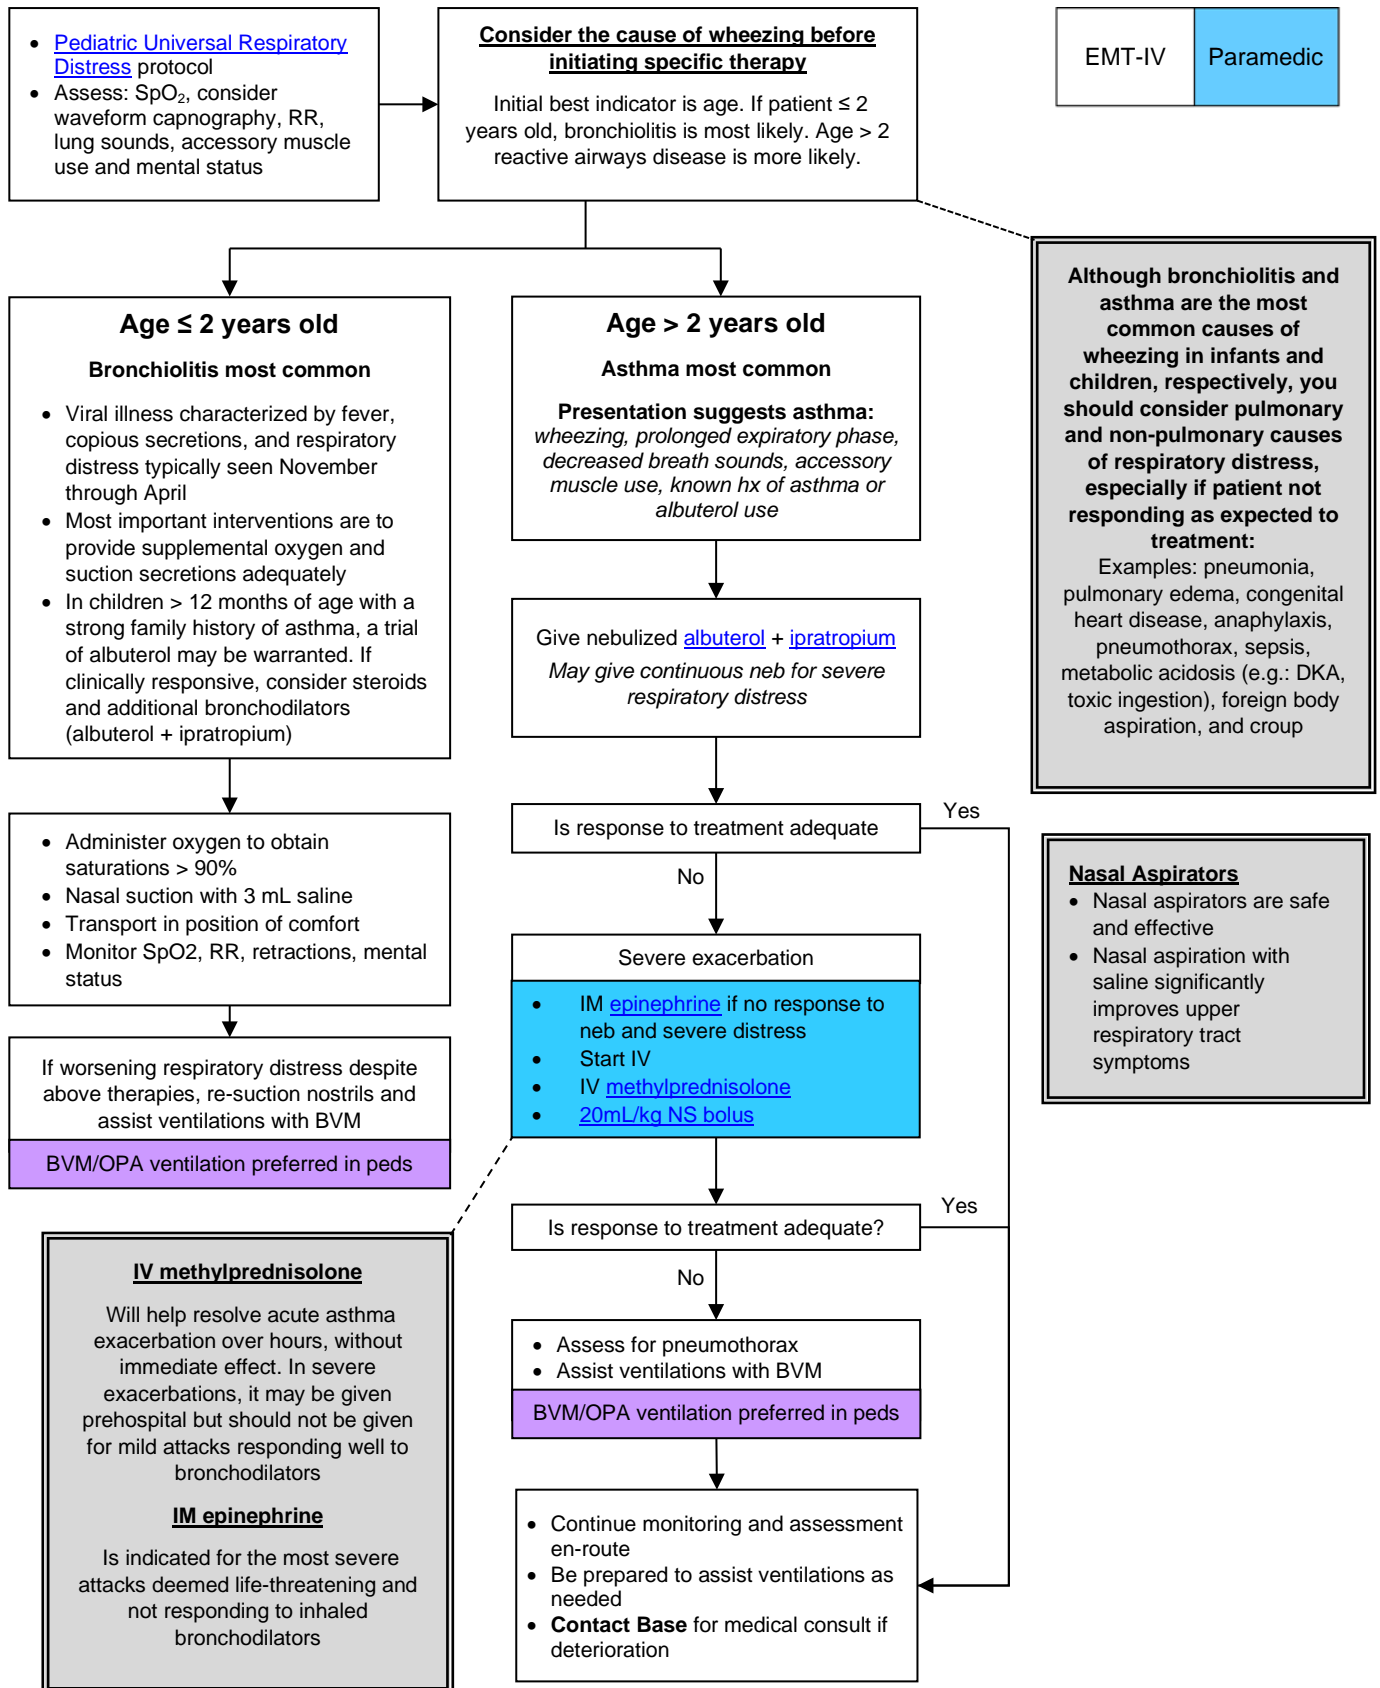 • Pediatric Universal Respiratory
Distress protocol
• Assess: SpO₂, consider
waveform capnography, RR,
lung sounds, accessory muscle
use and mental status
Consider the cause of wheezing before
initiating specific therapy
Initial best indicator is age. If patient ≤ 2
years old, bronchiolitis is most likely. Age > 2
reactive airways disease is more likely.
EMT-IV
Paramedic
Although bronchiolitis and
asthma are the most
common causes of
wheezing in infants and
children, respectively, you
should consider pulmonary
and non-pulmonary causes
of respiratory distress,
especially if patient not
responding as expected to
treatment:
Examples: pneumonia,
pulmonary edema, congenital
heart disease, anaphylaxis,
pneumothorax, sepsis,
metabolic acidosis (e.g.: DKA,
toxic ingestion), foreign body
aspiration, and croup
Age ≤ 2 years old
Bronchiolitis most common
• Viral illness characterized by fever,
copious secretions, and respiratory
distress typically seen November
through April
• Most important interventions are to
provide supplemental oxygen and
suction secretions adequately
• In children > 12 months of age with a
strong family history of asthma, a trial
of albuterol may be warranted. If
clinically responsive, consider steroids
and additional bronchodilators
(albuterol + ipratropium)
Age > 2 years old
Asthma most common
Presentation suggests asthma:
wheezing, prolonged expiratory phase,
decreased breath sounds, accessory
muscle use, known hx of asthma or
albuterol use
Give nebulized albuterol + ipratropium
May give continuous neb for severe
respiratory distress
Is response to treatment adequate
Yes
No
• Administer oxygen to obtain
saturations > 90%
• Nasal suction with 3 mL saline
• Transport in position of comfort
• Monitor SpO2, RR, retractions, mental
status
Nasal Aspirators
• Nasal aspirators are safe
and effective
• Nasal aspiration with
saline significantly
improves upper
respiratory tract
symptoms
Severe exacerbation
• IM epinephrine if no response to
neb and severe distress
• Start IV
• IV methylprednisolone
• 20mL/kg NS bolus
If worsening respiratory distress despite
above therapies, re-suction nostrils and
assist ventilations with BVM
BVM/OPA ventilation preferred in peds
Is response to treatment adequate?
Yes
No
IV methylprednisolone
Will help resolve acute asthma
exacerbation over hours, without
immediate effect. In severe
exacerbations, it may be given
prehospital but should not be given
for mild attacks responding well to
bronchodilators
IM epinephrine
Is indicated for the most severe
attacks deemed life-threatening and
not responding to inhaled
bronchodilators
• Assess for pneumothorax
• Assist ventilations with BVM
BVM/OPA ventilation preferred in peds
• Continue monitoring and assessment
en-route
• Be prepared to assist ventilations as
needed
• Contact Base for medical consult if
deterioration